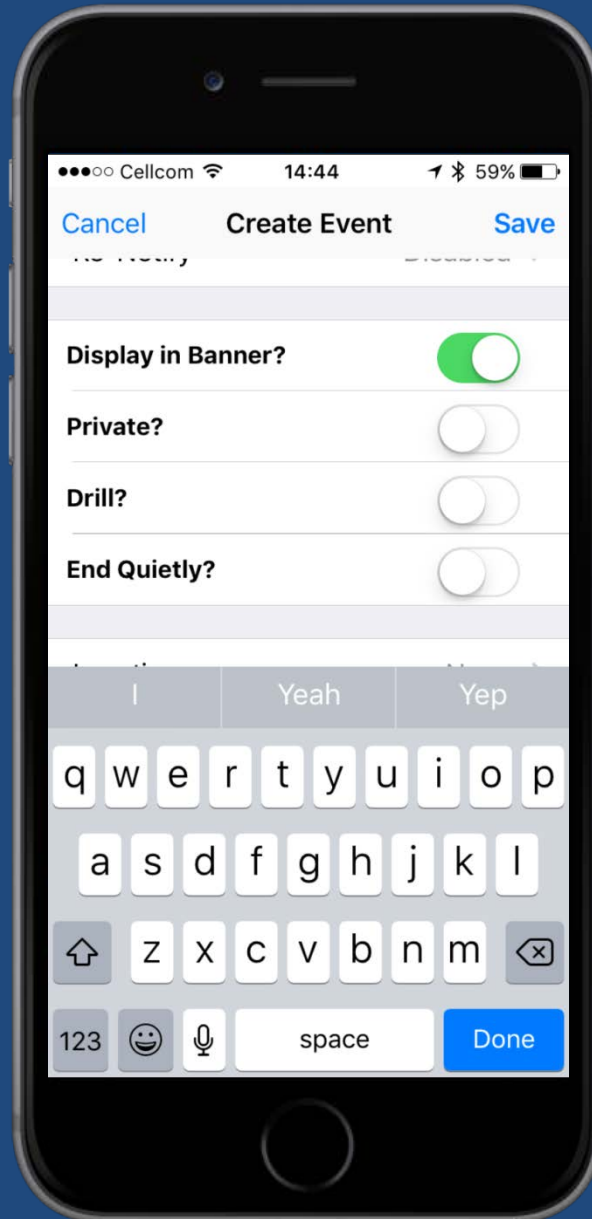 ●●●○○ Cellcom 14:44 59%
Cancel Create Event Save
Display in Banner?
Private?
Drill?
End Quietly?
I Yeah Yep
q w e r t y u i o p
a s d f g h j k l
z x c v b n m
123 space Done